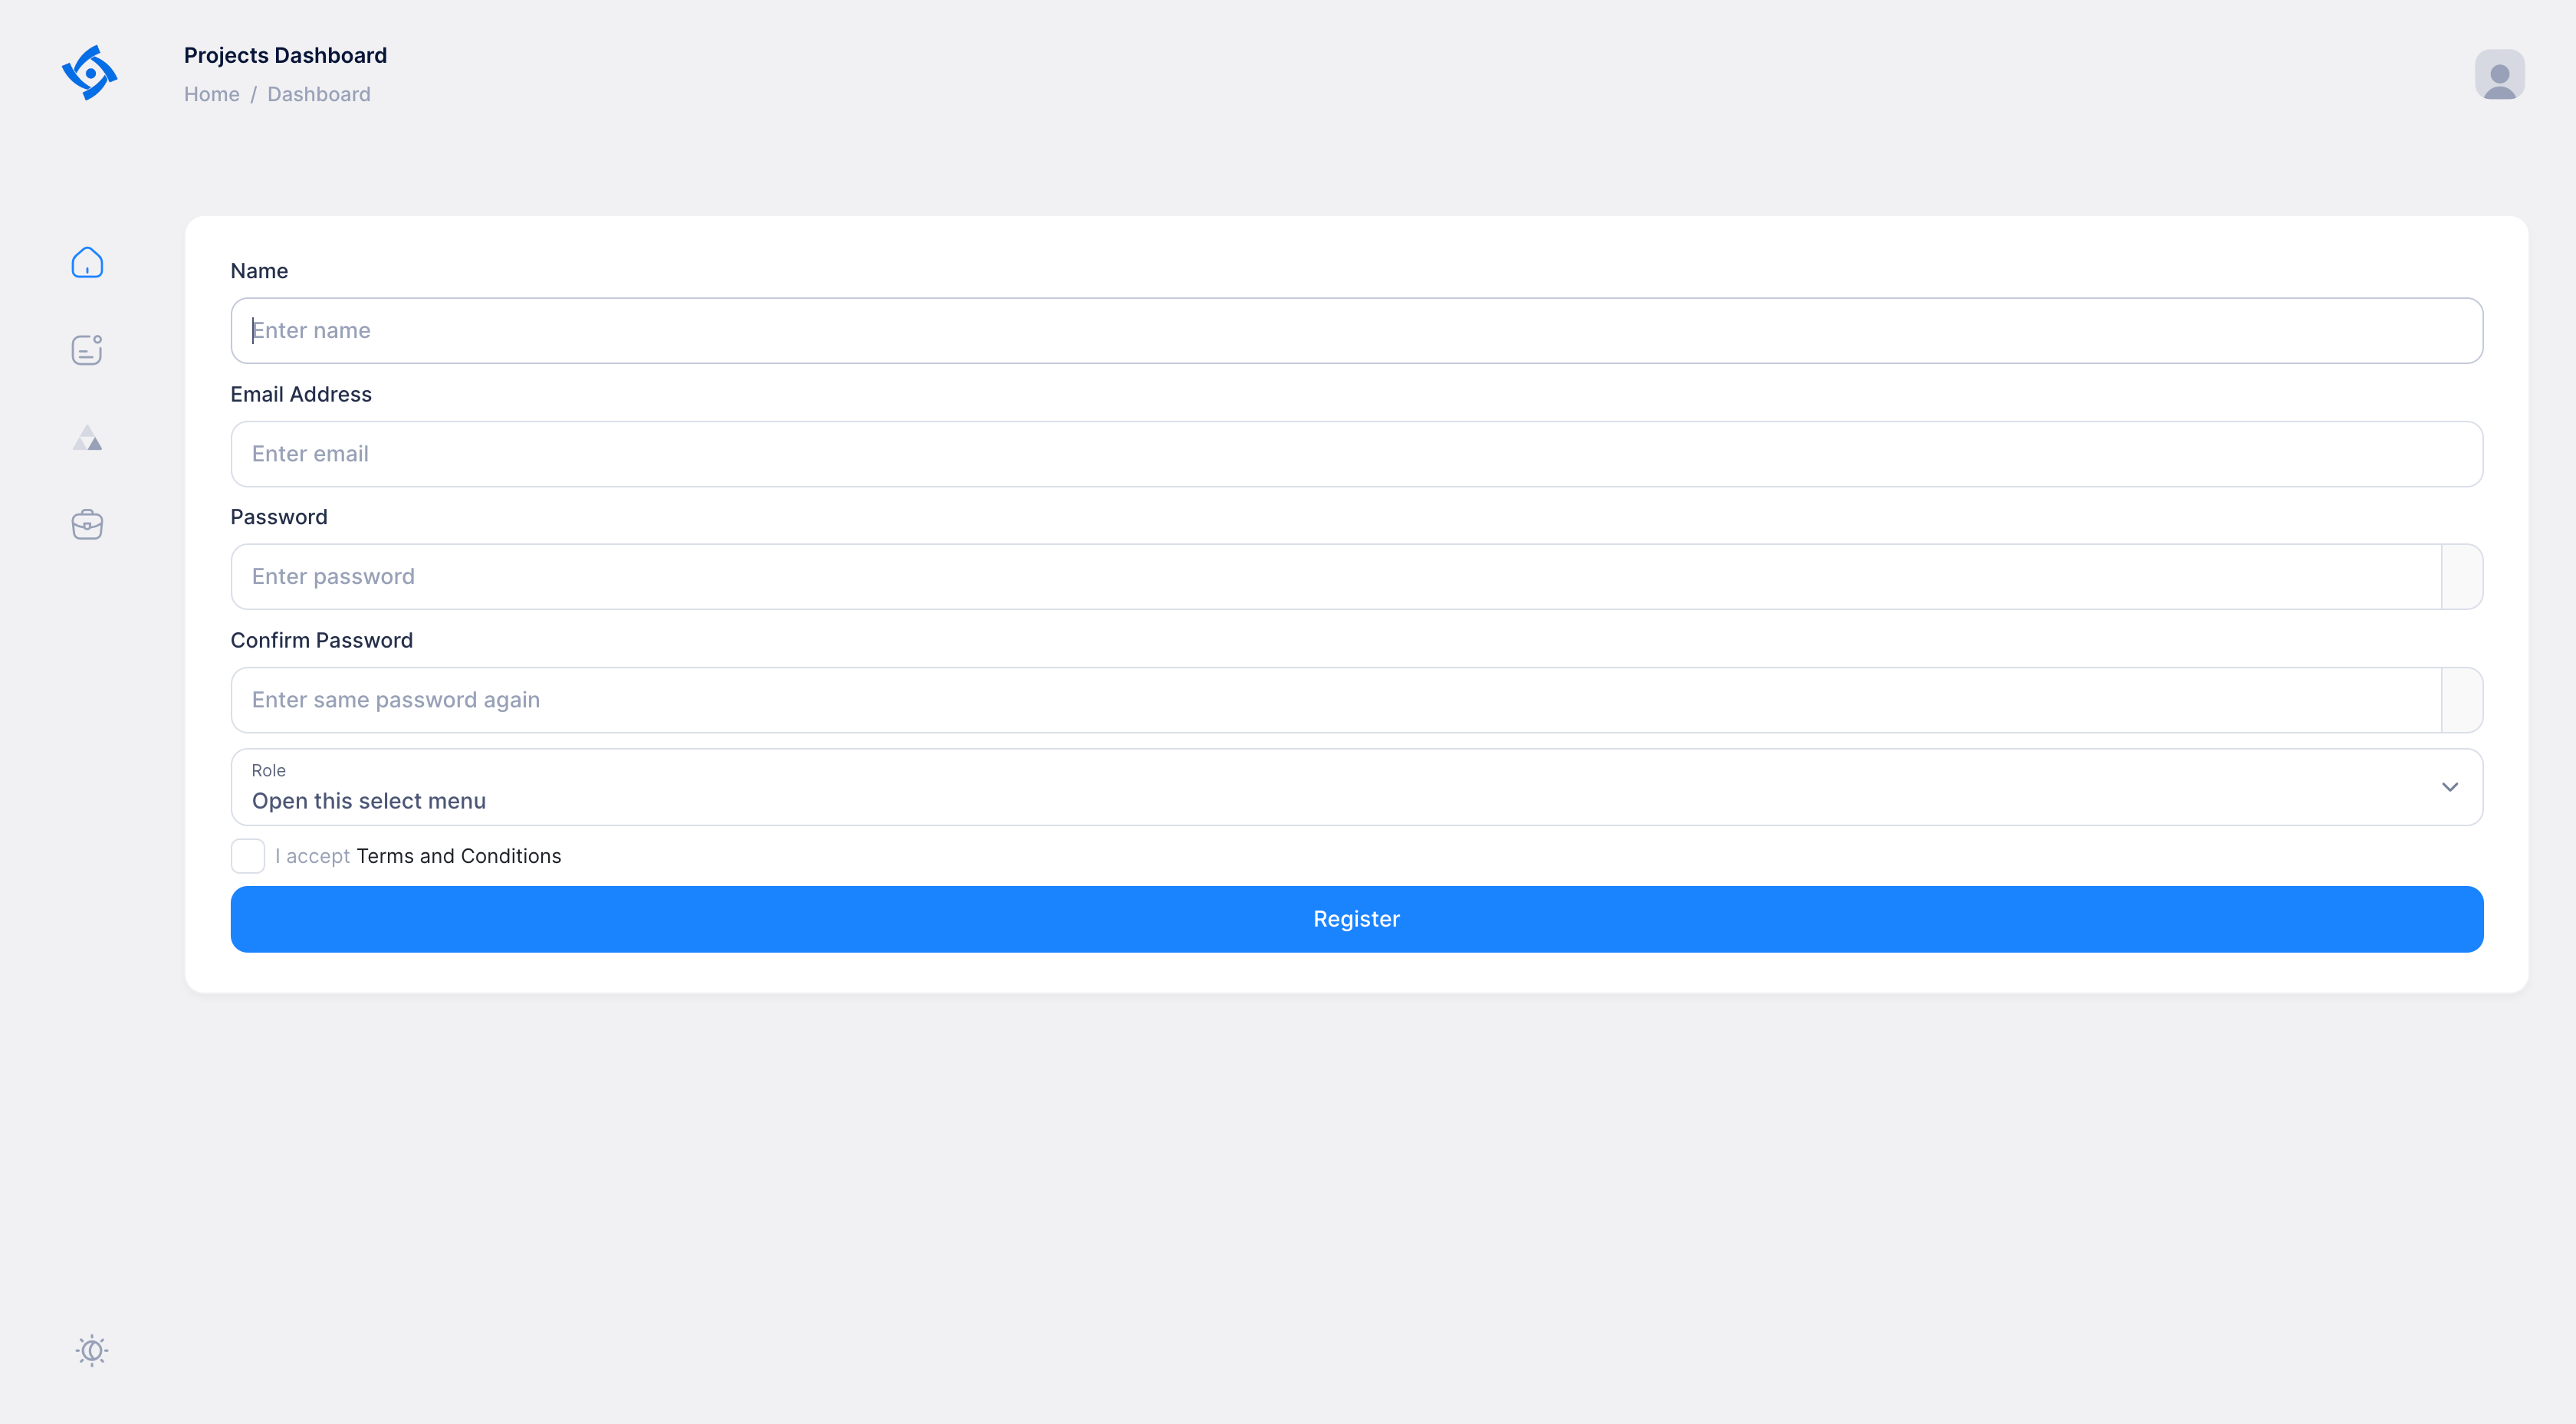 Projects Dashboard
Home / Dashboard
Name
Enter name
Email Address
Enter email
Password
Enter password
Confirm Password
Enter same password again
Role
Open this select menu
I accept Terms and Conditions
Register